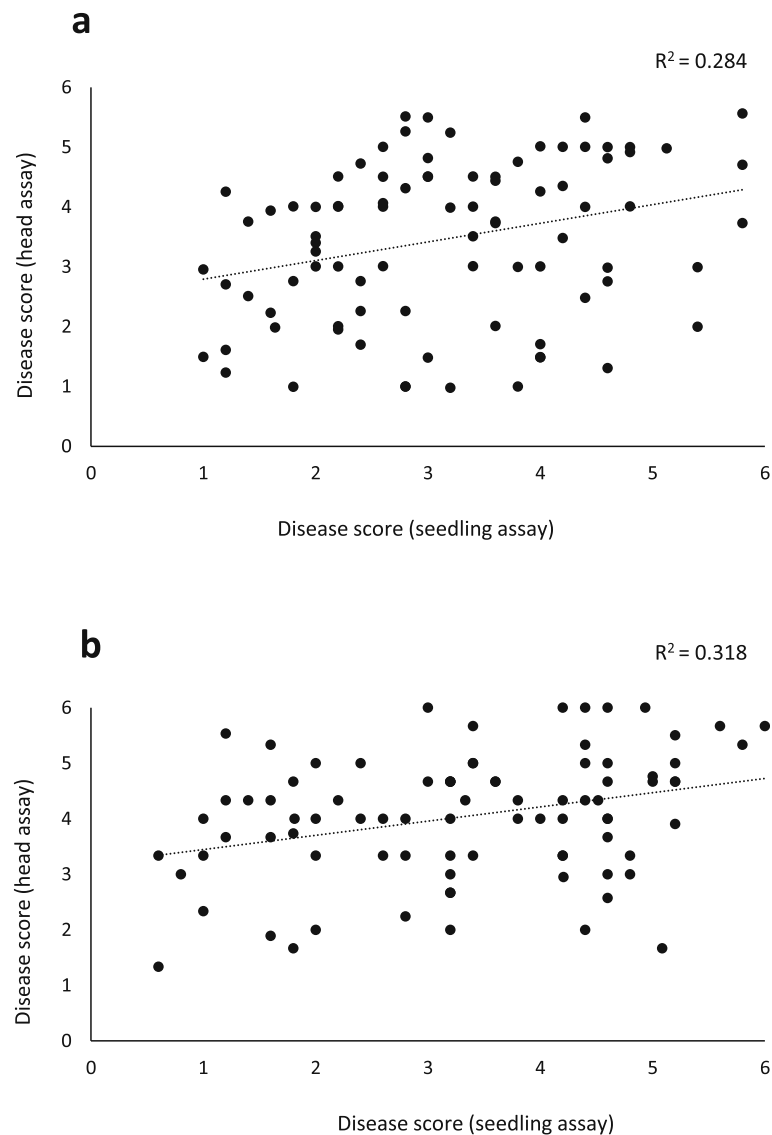 a
R² = 0.284
6
5
4
3
2
1
0
Disease score (head assay)
0 1 2 3 4 5 6
Disease score (seedling assay)
b
R² = 0.318
6
5
4
3
2
1
0
Disease score (head assay)
0 1 2 3 4 5 6
Disease score (seedling assay)